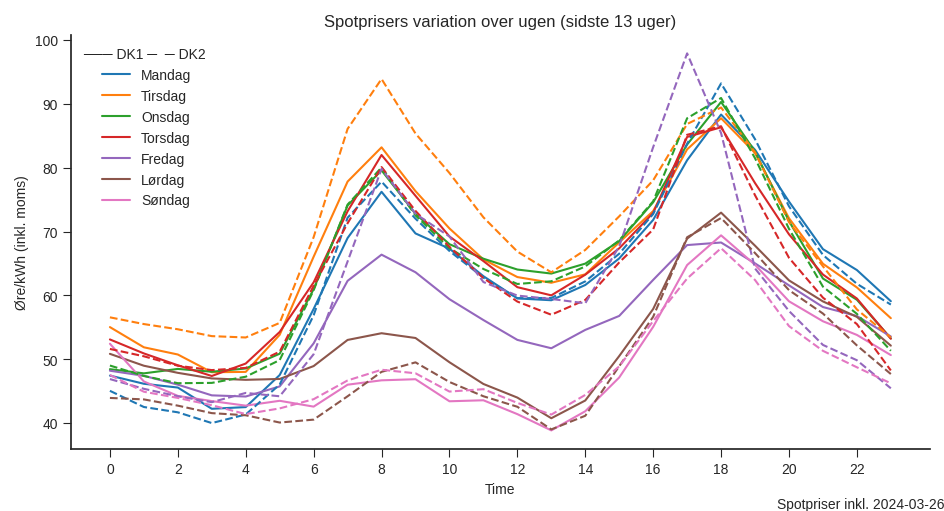 Spotprisers variation over ugen (sidste 13 uger)
100
90
80
70
60
50
40
Øre/kWh (inkl. moms)
DK1 DK2
Mandag
Tirsdag
Onsdag
Torsdag
Fredag
Lørdag
Søndag
0 2 4 6 8 10 12 14 16 18 20 22
Time
Spotpriser inkl. 2024-03-26